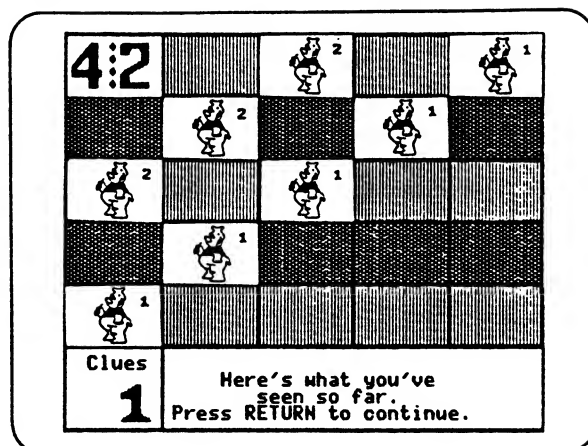 4:2 2 1
2 1
2 1
1
1
Clues
1
Here's what you've
seen so far.
Press RETURN to continue.